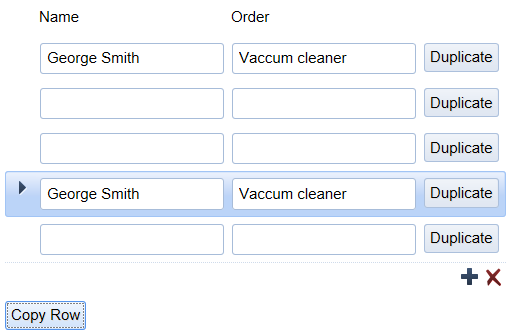 Name Order
George Smith Vaccum cleaner Duplicate
Duplicate
Duplicate
George Smith Vaccum cleaner Duplicate
Duplicate
Copy Row